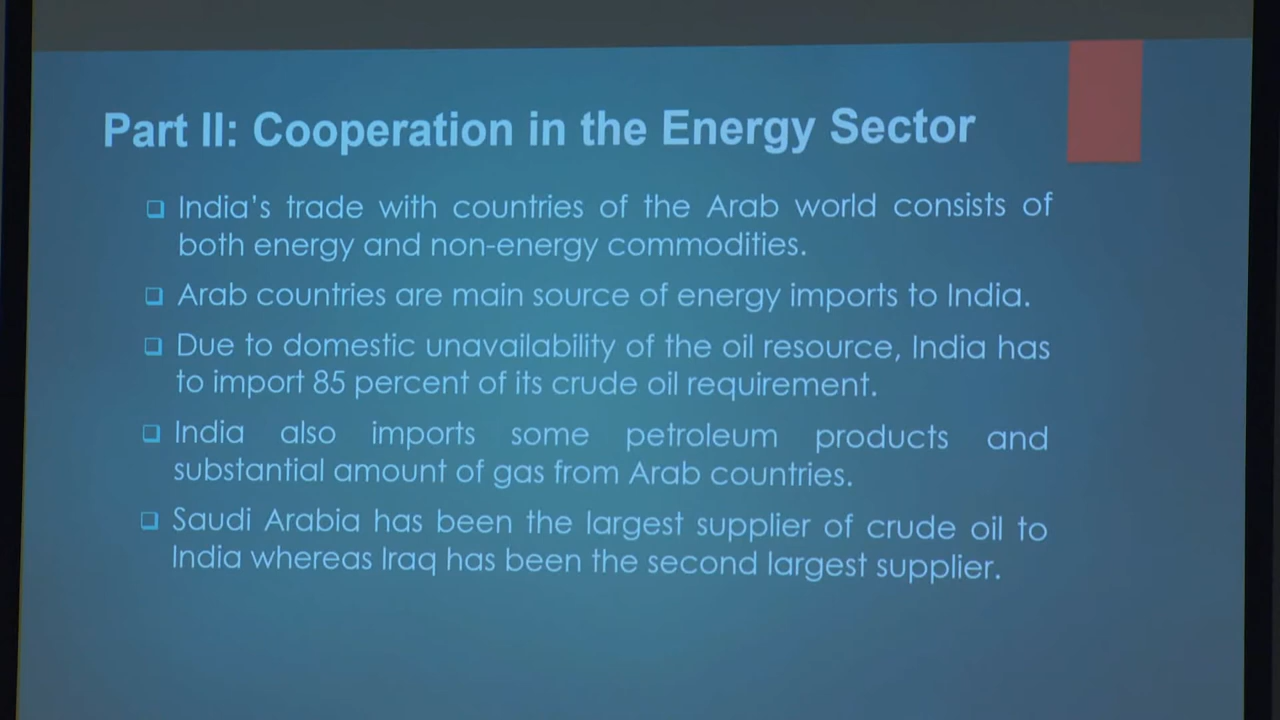 Part II: Cooperation in the Energy Sector
India's trade with countries of the Arab world consists of
both energy and non-energy commodities.
Arab countries are main source of energy imports to India.
Due to domestic unavailability of the oil resource, India has
to import 85 percent of its crude oil requirement.
India also imports some petroleum products and
substantial amount of gas from Arab countries.
Saudi Arabia has been the largest supplier of crude oil to
India whereas Iraq has been the second largest supplier.